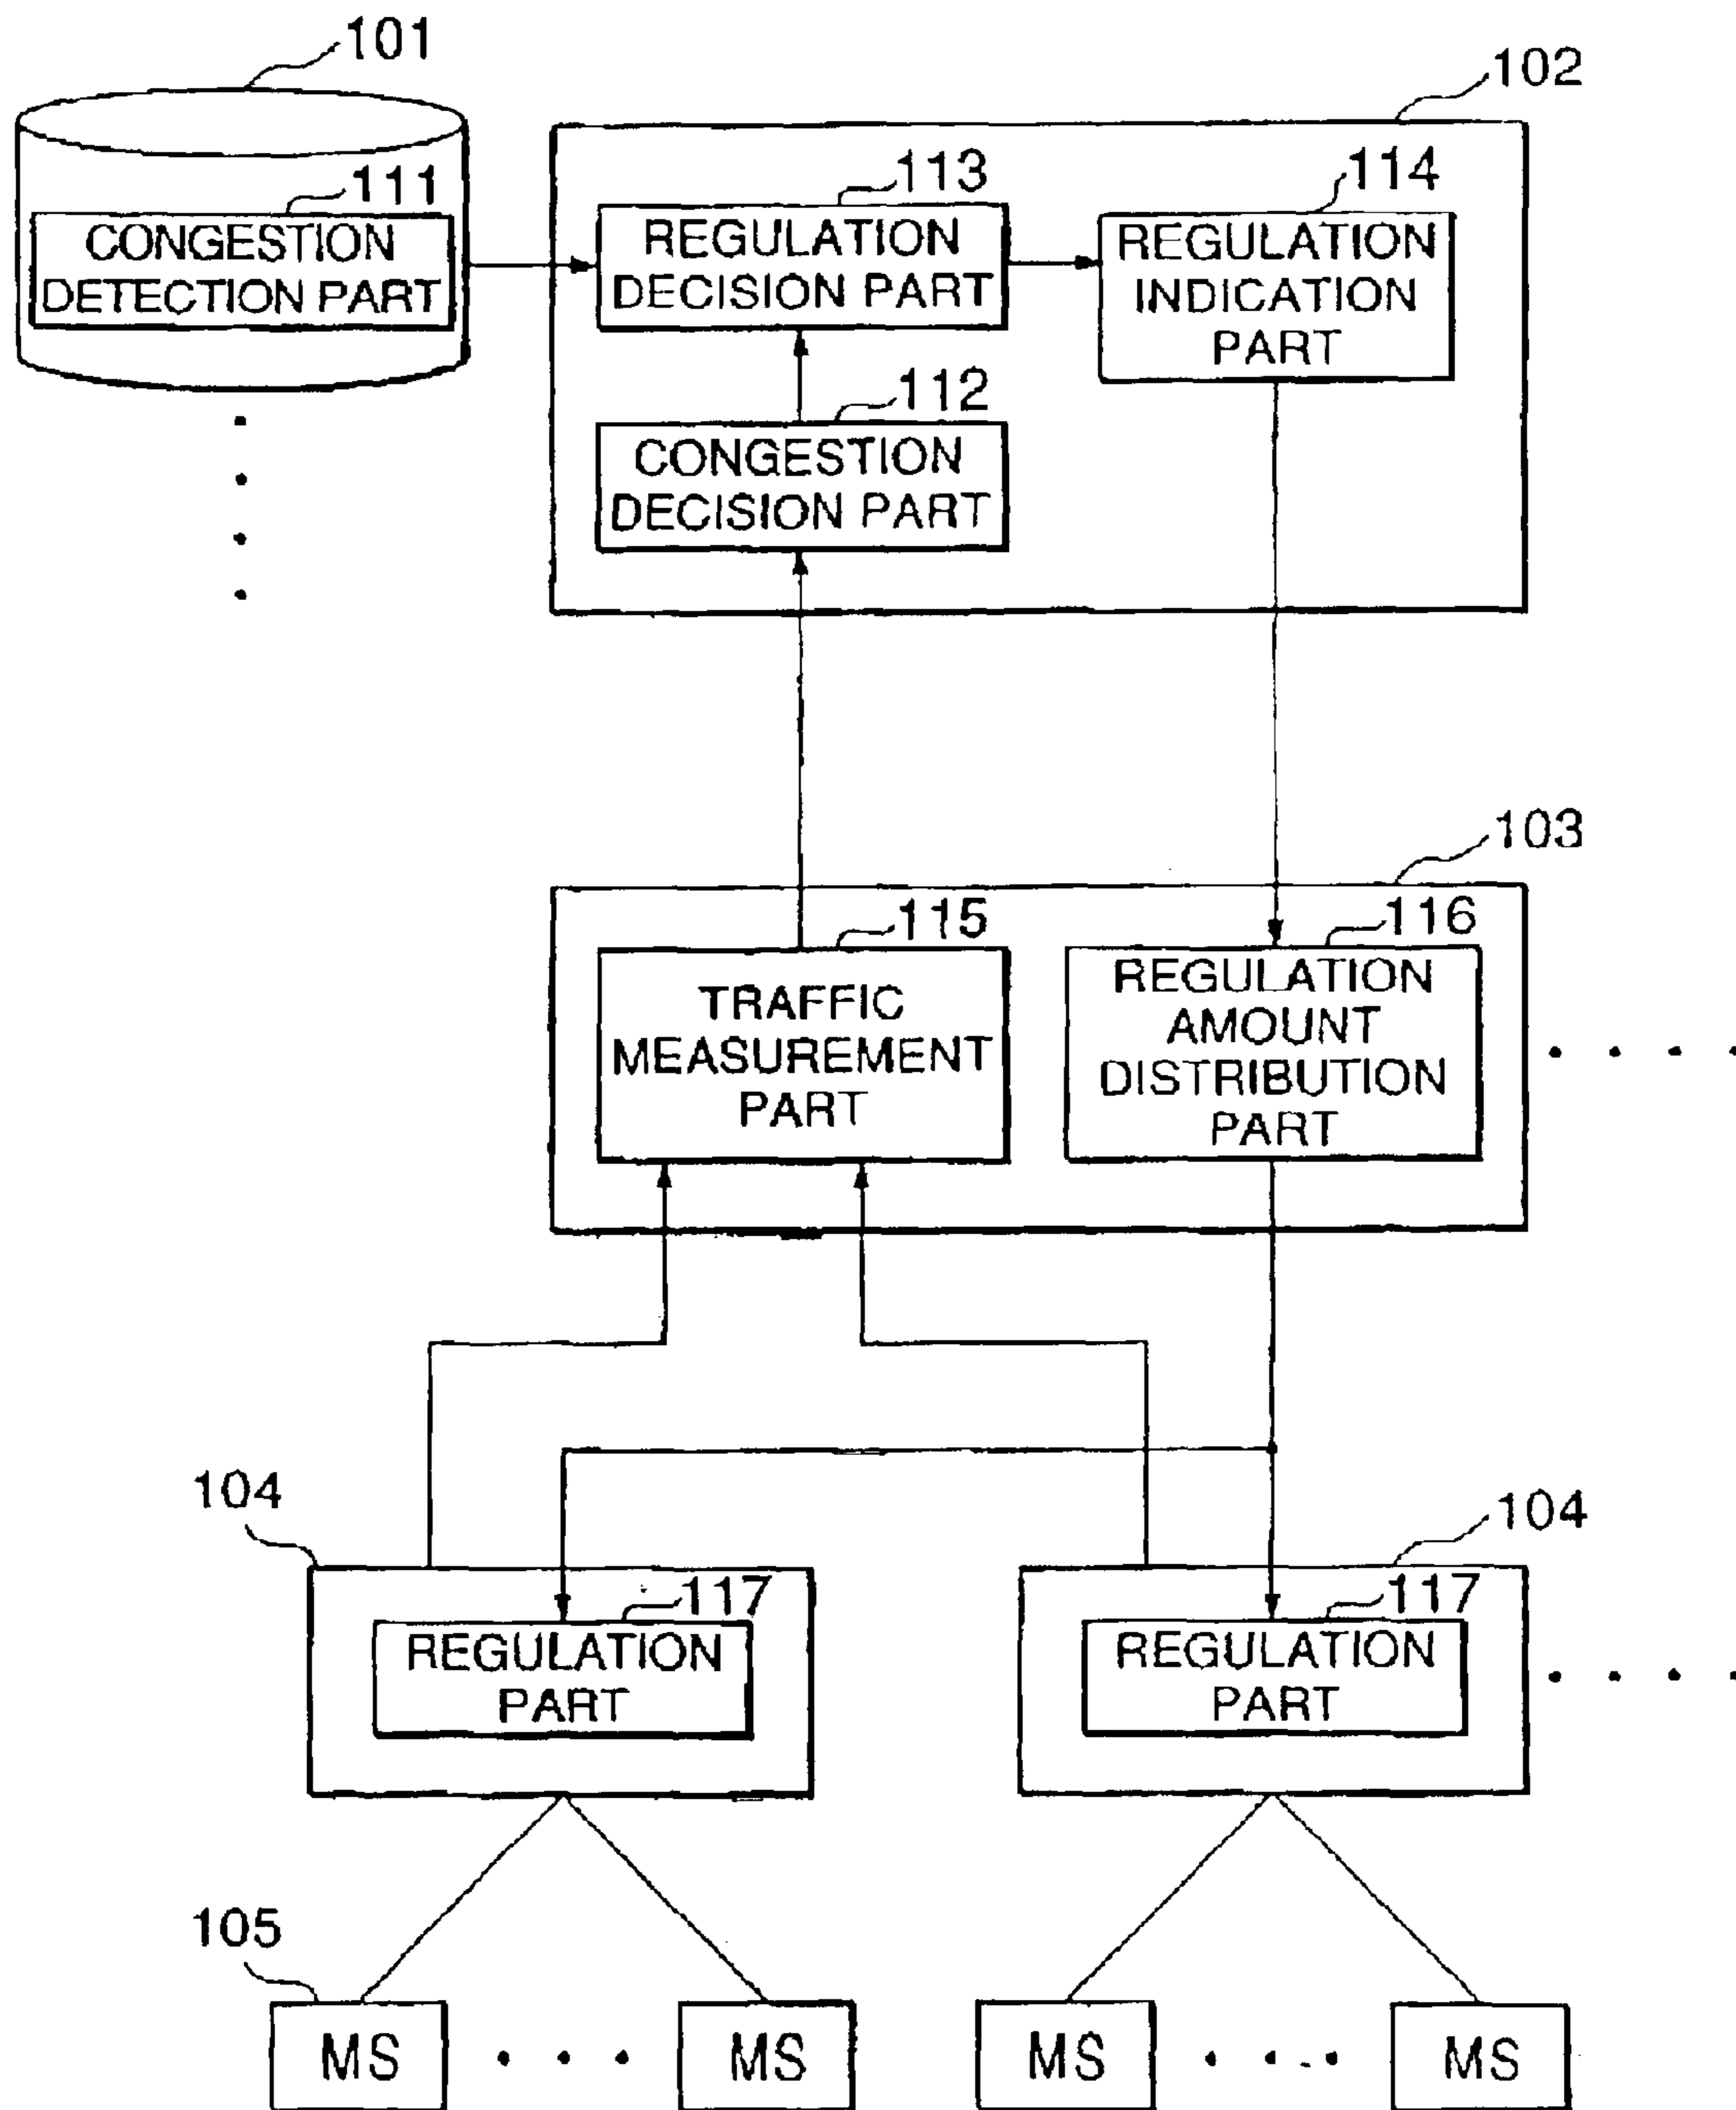 101
102
111
CONGESTION
DETECTION PART
113
REGULATION
DECISION PART
114
REGULATION
INDICATION
PART
112
CONGESTION
DECISION PART
103
115
TRAFFIC
MEASUREMENT
PART
116
REGULATION
AMOUNT
DISTRIBUTION
PART
104
117
REGULATION
PART
104
117
REGULATION
PART
105
MS
MS
MS
MS